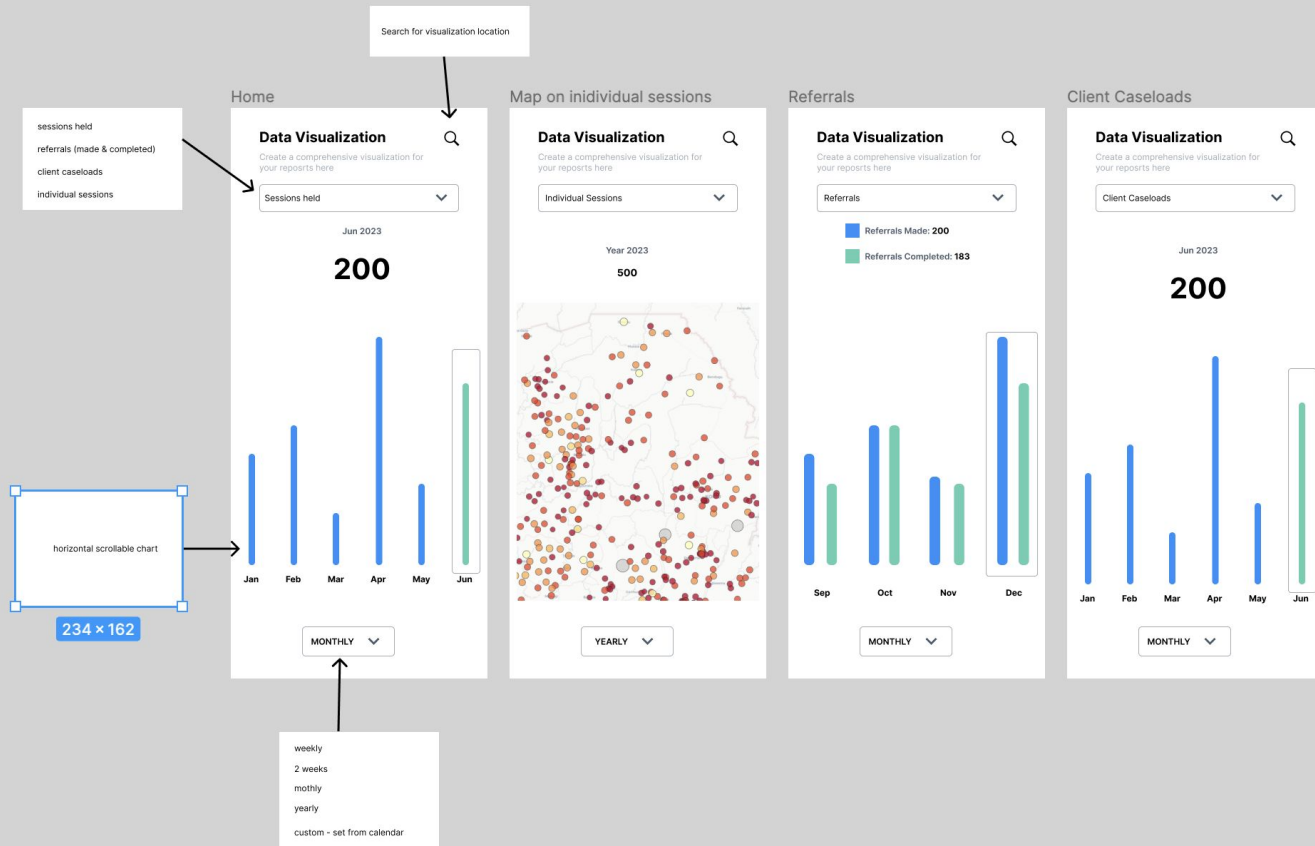 Search for visualization location
sessions held
referrals (made & completed)
client caseloads
individual sessions
Home
Data Visualization
Create a comprehensive visualization for
your reposrts here
Sessions held
Jun 2023
200
Jan Feb Mar Apr May Jun
MONTHLY
Map on inidividual sessions
Data Visualization
Create a comprehensive visualization for
your reposrts here
Individual Sessions
Year 2023
500
YEARLY
Referrals
Data Visualization
Create a comprehensive visualization for
your reposrts here
Referrals
Referrals Made: 200
Referrals Completed: 183
Sep Oct Nov Dec
MONTHLY
Client Caseloads
Data Visualization
Create a comprehensive visualization for
your reposrts here
Client Caseloads
Jun 2023
200
Jan Feb Mar Apr May Jun
MONTHLY
horizontal scrollable chart
234 × 162
weekly
2 weeks
mothly
yearly
custom - set from calendar